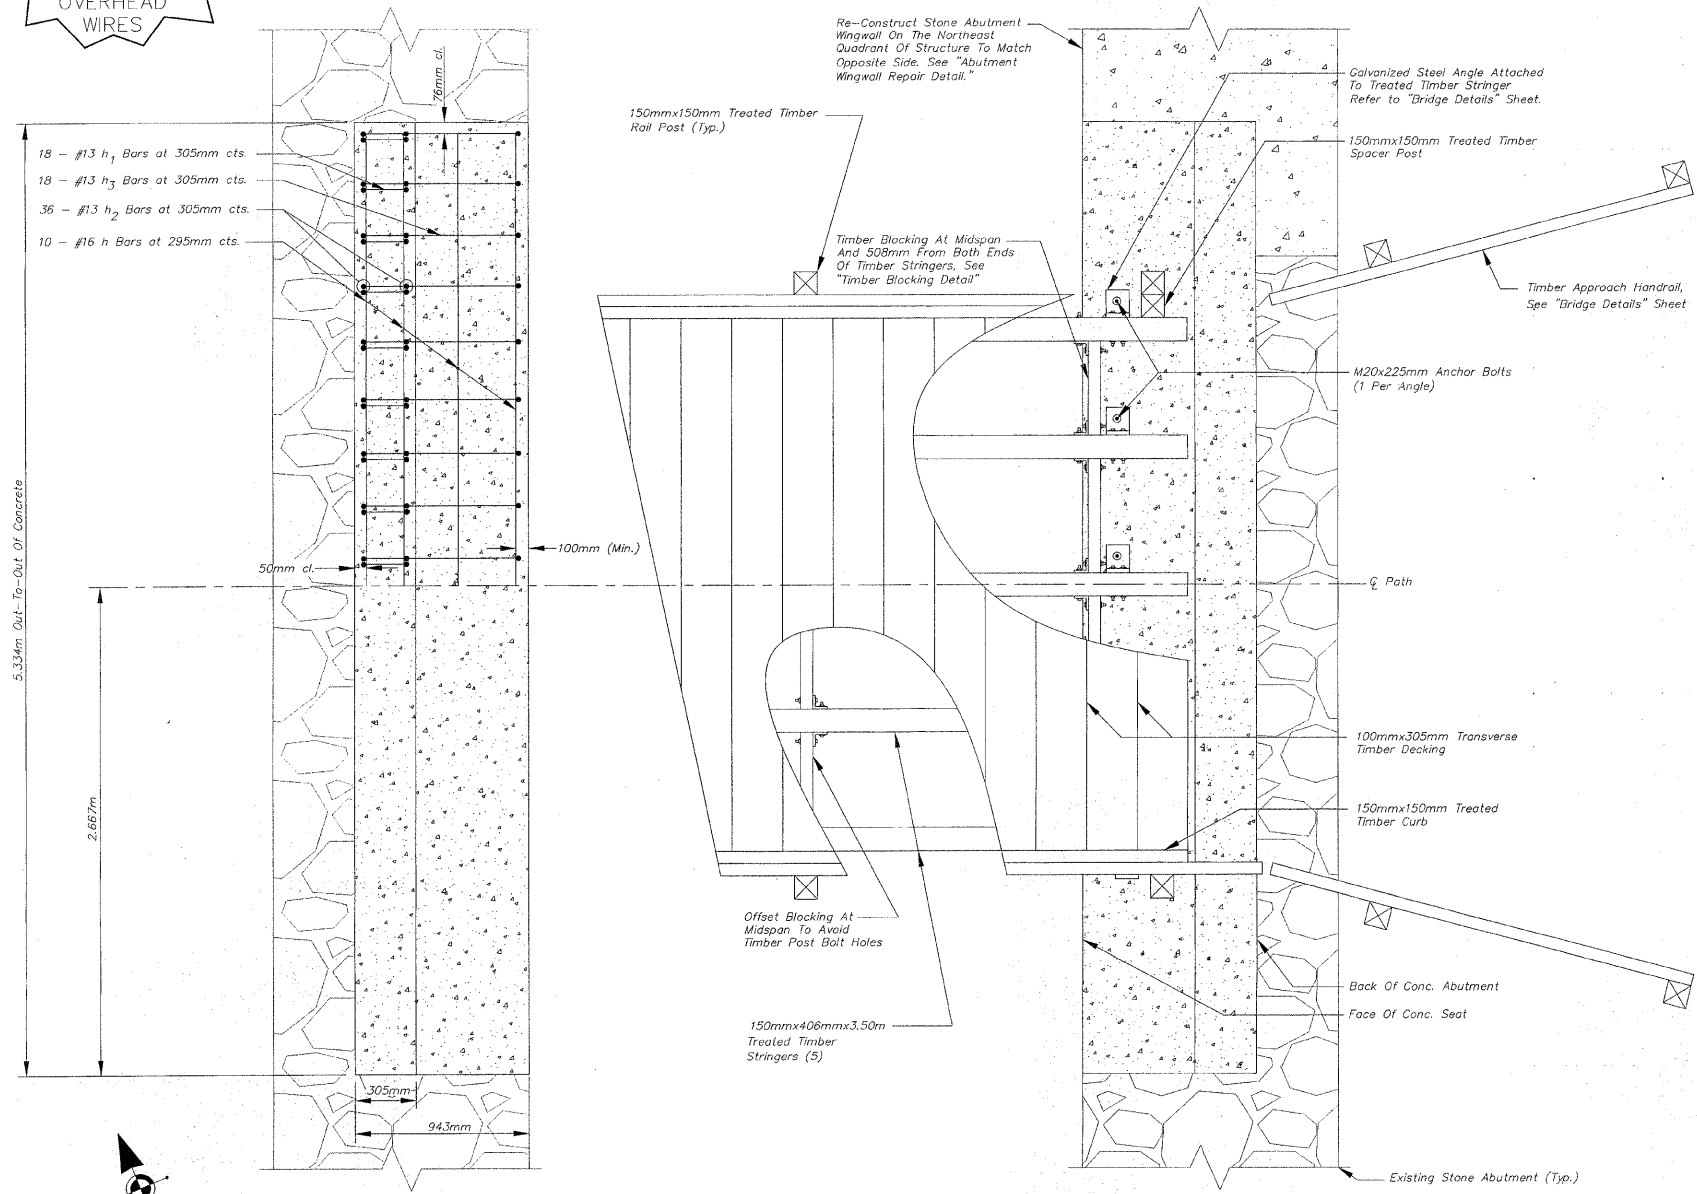 OVERHEAD
WIRES
76mm cl.
18 - #13 h1 Bars at 305mm cts.
18 - #13 h3 Bars at 305mm cts.
36 - #13 h2 Bars at 305mm cts.
10 - #16 h Bars at 295mm cts.
5.334m Out-To-Out Of Concrete
50mm cl.
100mm (Min.)
2.667m
305mm
943mm
Re-Construct Stone Abutment
Wingwall On The Northeast
Quadrant Of Structure To Match
Opposite Side. See "Abutment
Wingwall Repair Detail."
150mmx150mm Treated Timber
Rail Post (Typ.)
Timber Blocking At Midspan
And 508mm From Both Ends
Of Timber Stringers, See
"Timber Blocking Detail"
Galvanized Steel Angle Attached
To Treated Timber Stringer
Refer to "Bridge Details" Sheet.
150mmx150mm Treated Timber
Spacer Post
Timber Approach Handrail,
See "Bridge Details" Sheet
M20x225mm Anchor Bolts
(1 Per Angle)
℄ Path
100mmx305mm Transverse
Timber Decking
150mmx150mm Treated
Timber Curb
Offset Blocking At
Midspan To Avoid
Timber Post Bolt Holes
150mmx406mmx3.50m
Treated Timber
Stringers (5)
Back Of Conc. Abutment
Face Of Conc. Seat
Existing Stone Abutment (Typ.)